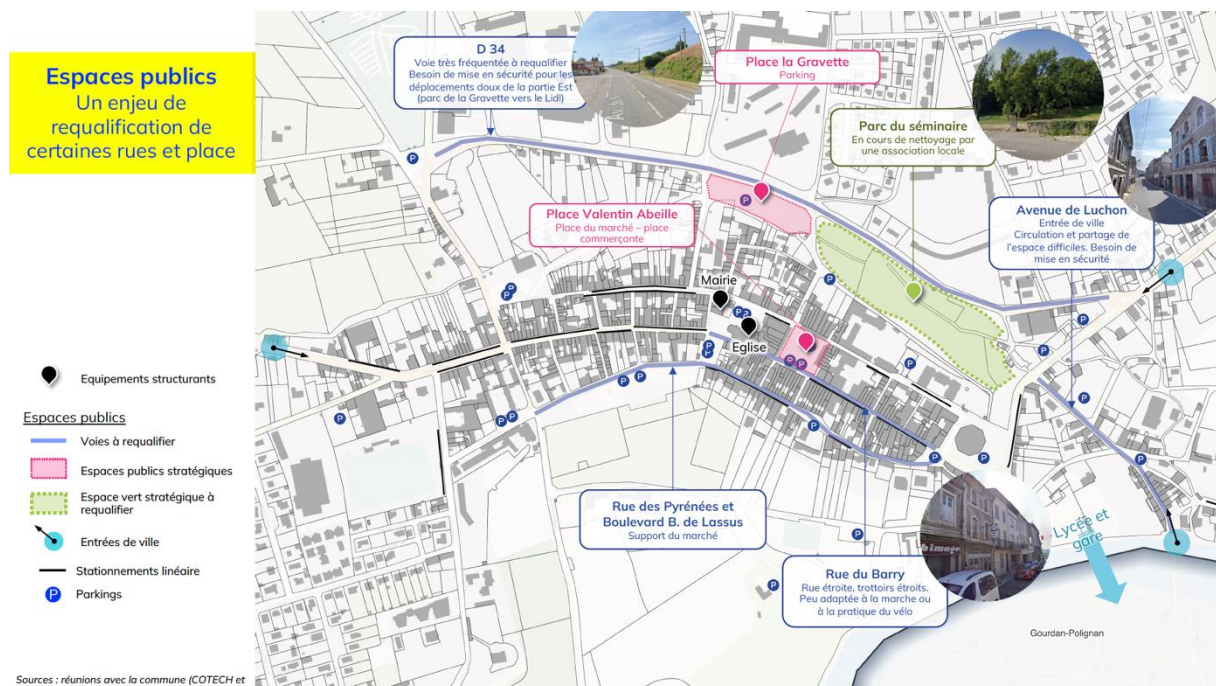 Espaces publics
Un enjeu de
requalification de
certaines rues et place
D 34
Voie très fréquentée à requalifier
Besoin de mise en sécurité pour les
déplacements doux de la partie Est
(parc de la Gravette vers le Lidl)
Place la Gravette
Parking
Parc du séminaire
En cours de nettoyage par
une association locale
Place Valentin Abeille
Place du marché – place
commerçante
Avenue de Luchon
Entrée de ville
Circulation et partage de
l'espace difficiles. Besoin de
mise en sécurité
Mairie
Eglise
Equipements structurants
Espaces publics
Voies à requalifier
Espaces publics stratégiques
Espace vert stratégique à
requalifier
Entrées de ville
Stationnements linéaire
P Parkings
Rue des Pyrénées et
Boulevard B. de Lassus
Support du marché
Rue du Barry
Rue étroite, trottoirs étroits.
Peu adaptée à la marche ou
à la pratique du vélo
Lycée et
gare
Gourdan-Polignan
Sources : réunions avec la commune (COTECH et